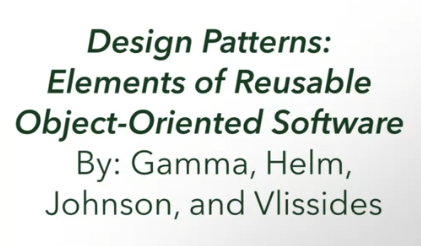 Design Patterns:
Elements of Reusable
Object-Oriented Software
By: Gamma, Helm,
Johnson, and Vlissides